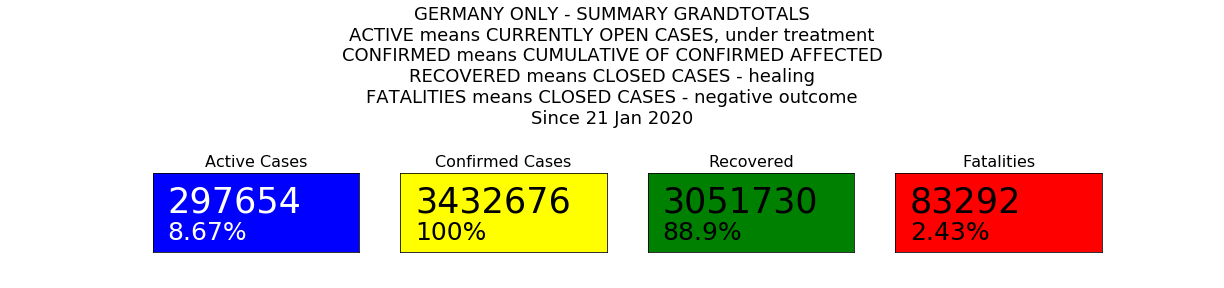 GERMANY ONLY - SUMMARY GRANDTOTALS
ACTIVE means CURRENTLY OPEN CASES, under treatment
CONFIRMED means CUMULATIVE OF CONFIRMED AFFECTED
RECOVERED means CLOSED CASES - healing
FATALITIES means CLOSED CASES - negative outcome
Since 21 Jan 2020
Active Cases
297654
8.67%
Confirmed Cases
3432676
100%
Recovered
3051730
88.9%
Fatalities
83292
2.43%